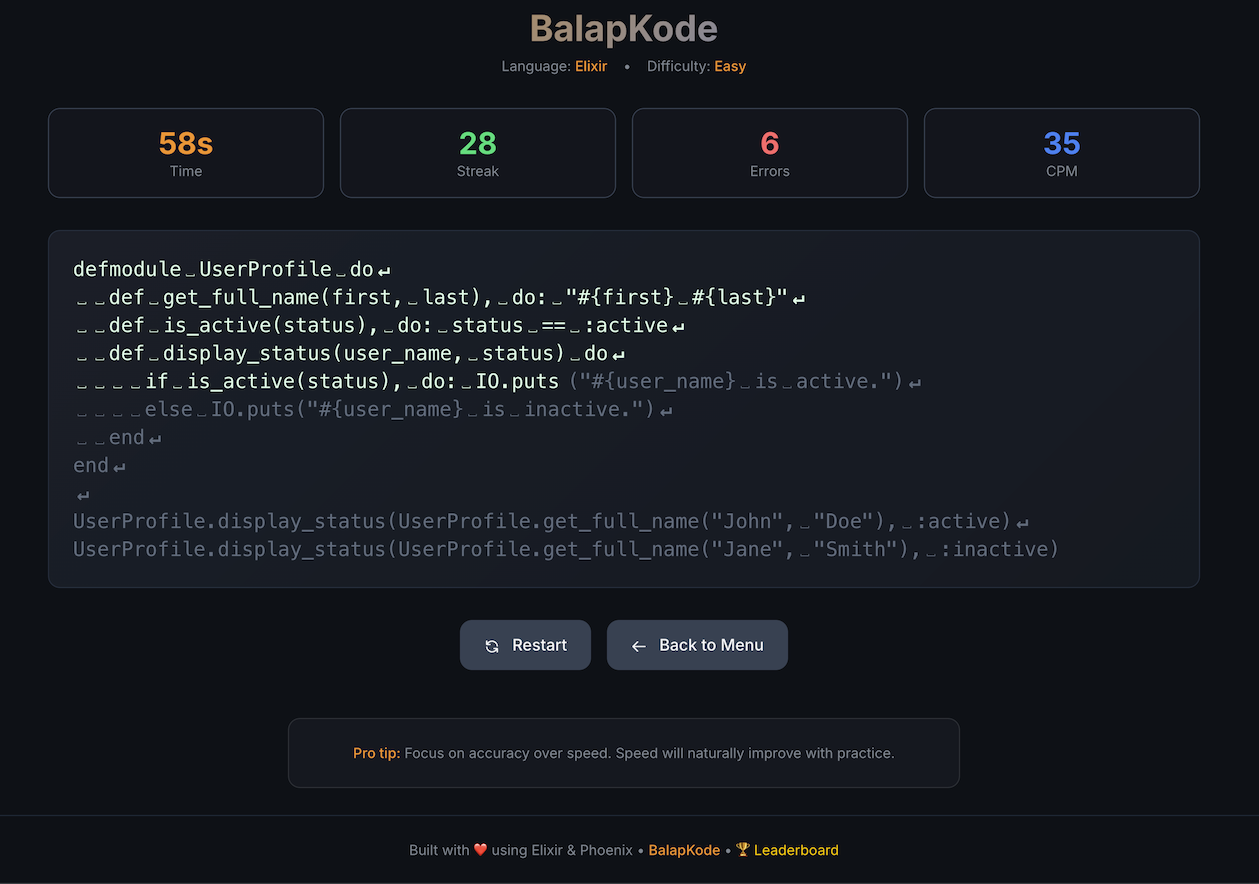 BalapKode
Language: Elixir • Difficulty: Easy
58s
Time
28
Streak
6
Errors
35
CPM
defmodule⎵UserProfile⎵do↵
⎵⎵def⎵get_full_name(first,⎵last),⎵do:⎵"#{first}⎵#{last}"↵
⎵⎵def⎵is_active(status),⎵do:⎵status⎵==⎵:active↵
⎵⎵def⎵display_status(user_name,⎵status)⎵do↵
⎵⎵⎵⎵if⎵is_active(status),⎵do:⎵IO.puts ("#{user_name}⎵is⎵active.")↵
⎵⎵⎵⎵else⎵IO.puts("#{user_name}⎵is⎵inactive.")↵
⎵⎵end↵
end↵
↵
UserProfile.display_status(UserProfile.get_full_name("John",⎵"Doe"),⎵:active)↵
UserProfile.display_status(UserProfile.get_full_name("Jane",⎵"Smith"),⎵:inactive)
Restart
← Back to Menu
Pro tip: Focus on accuracy over speed. Speed will naturally improve with practice.
Built with ❤️ using Elixir & Phoenix • BalapKode • 🏆 Leaderboard